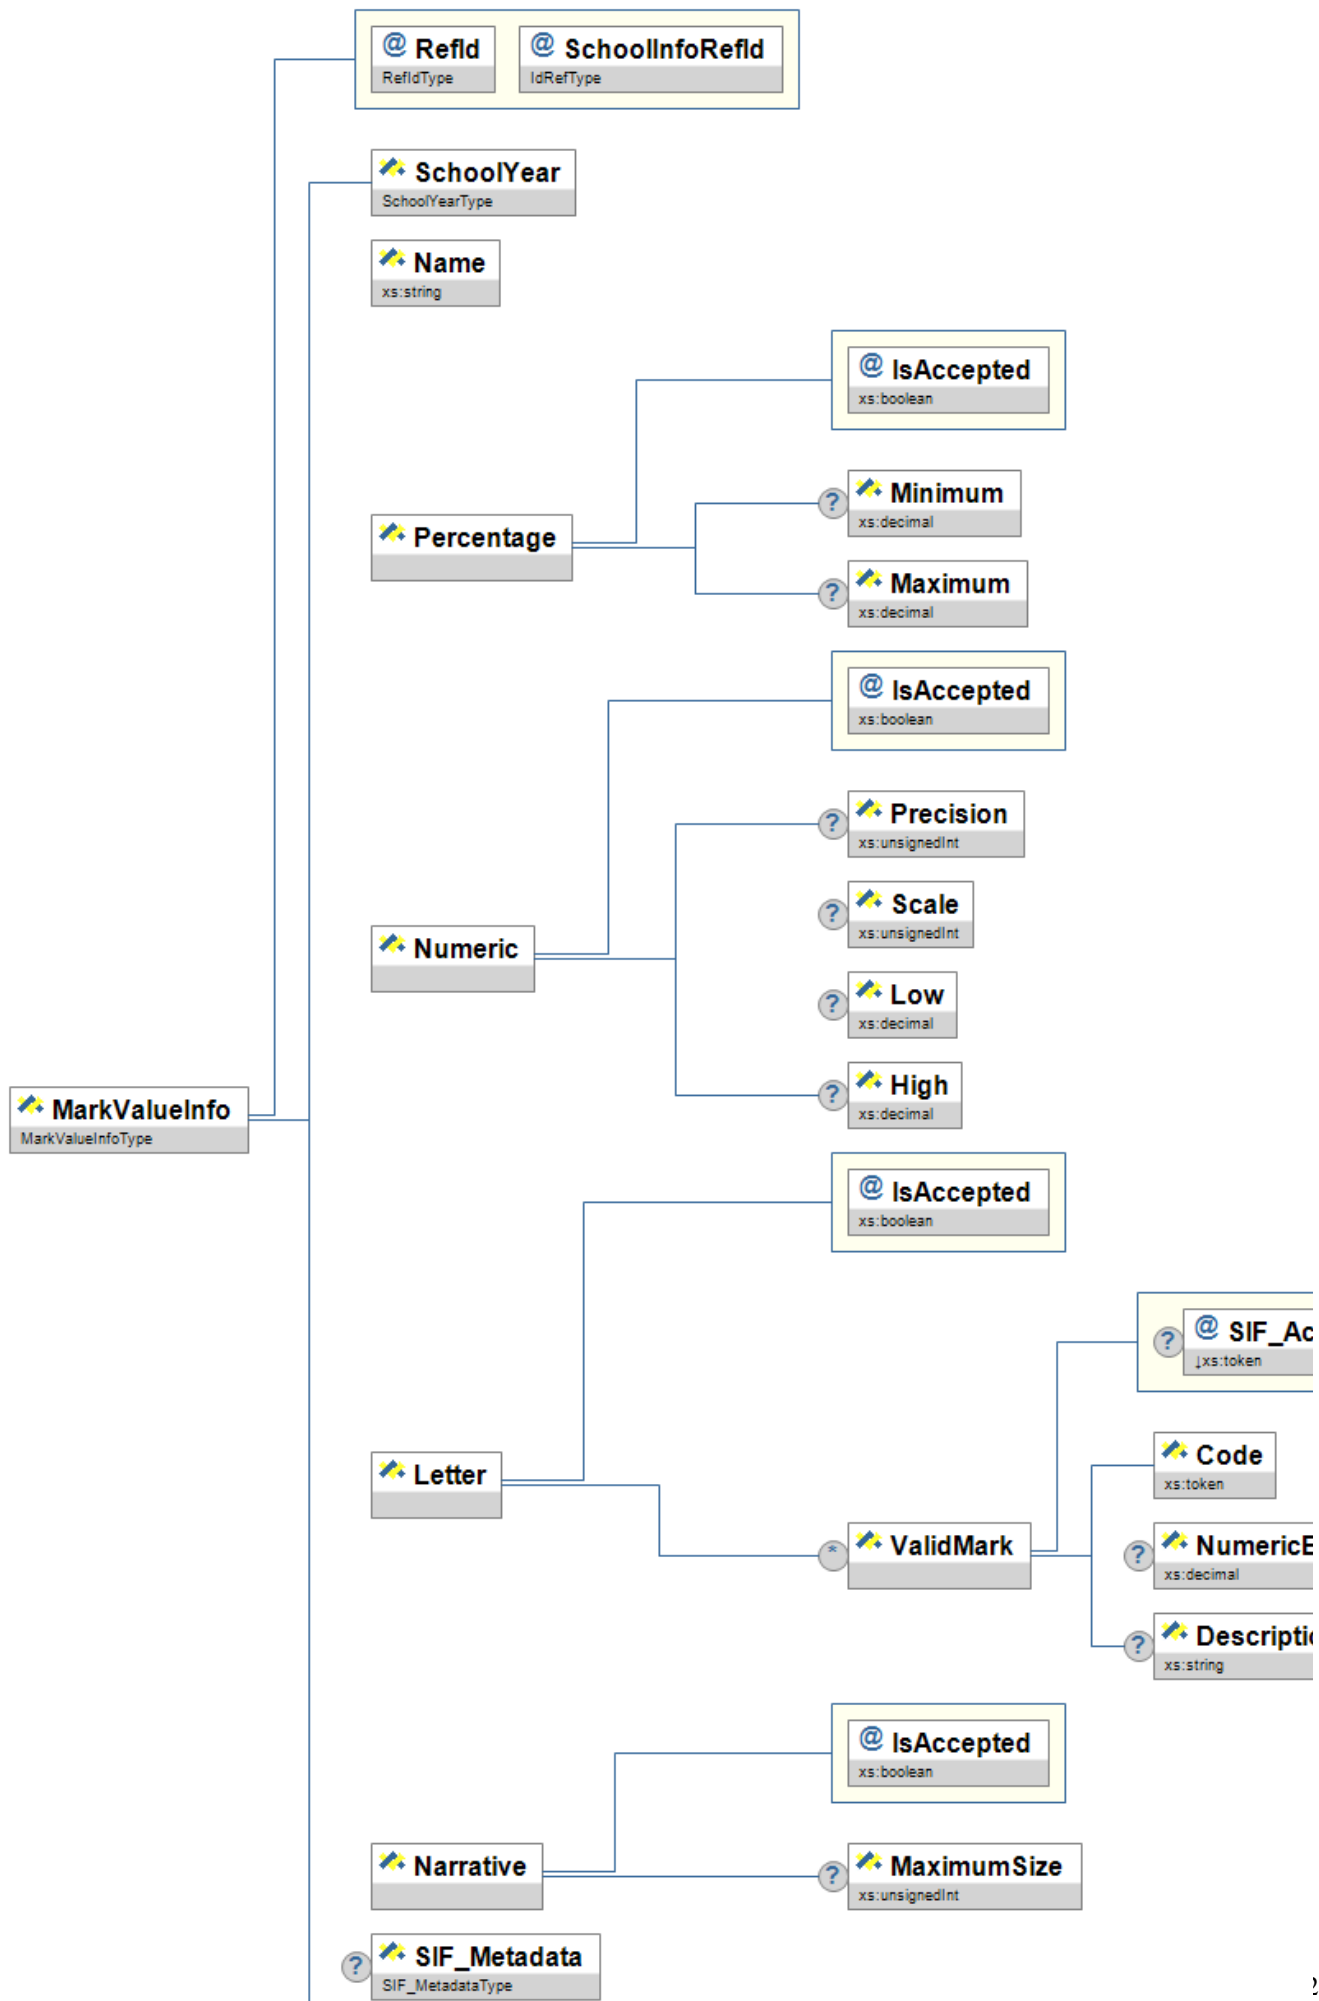 @ RefId
RefIdType
@ SchoolInfoRefId
IdRefType
SchoolYear
SchoolYearType
Name
xs:string
@ IsAccepted
xs:boolean
? Minimum
xs:decimal
Percentage
? Maximum
xs:decimal
@ IsAccepted
xs:boolean
? Precision
xs:unsignedInt
? Scale
xs:unsignedInt
Numeric
? Low
xs:decimal
? High
xs:decimal
MarkValueInfo
MarkValueInfoType
@ IsAccepted
xs:boolean
? @ SIF_Ac
↓xs:token
Code
xs:token
Letter
* ValidMark
? NumericE
xs:decimal
? Descriptio
xs:string
@ IsAccepted
xs:boolean
Narrative
? MaximumSize
xs:unsignedInt
? SIF_Metadata
SIF_MetadataType